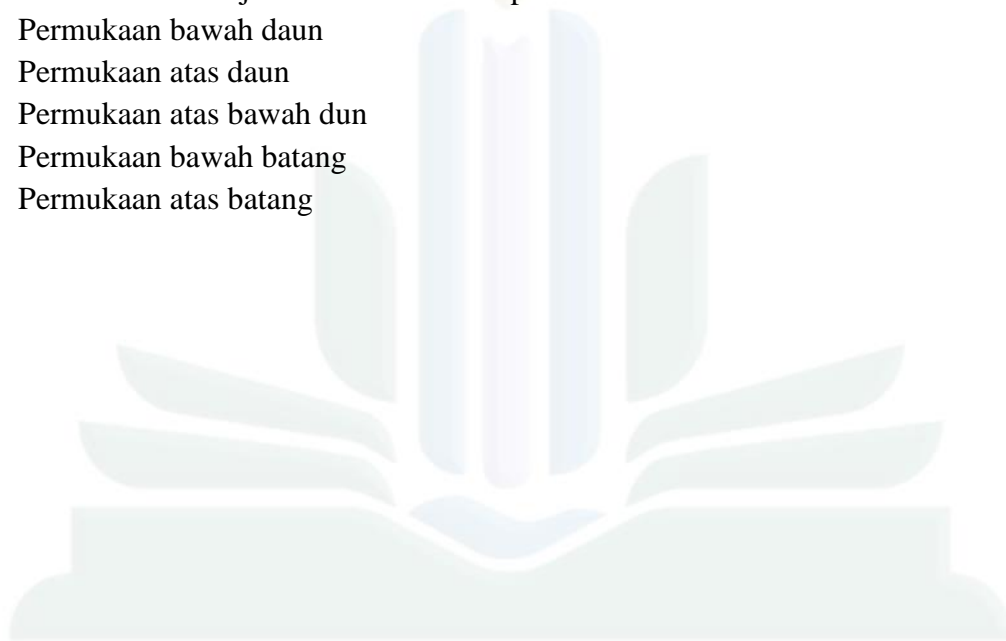 Permukaan bawah daun
Permukaan atas daun
Permukaan atas bawah dun
Permukaan bawah batang
Permukaan atas batang